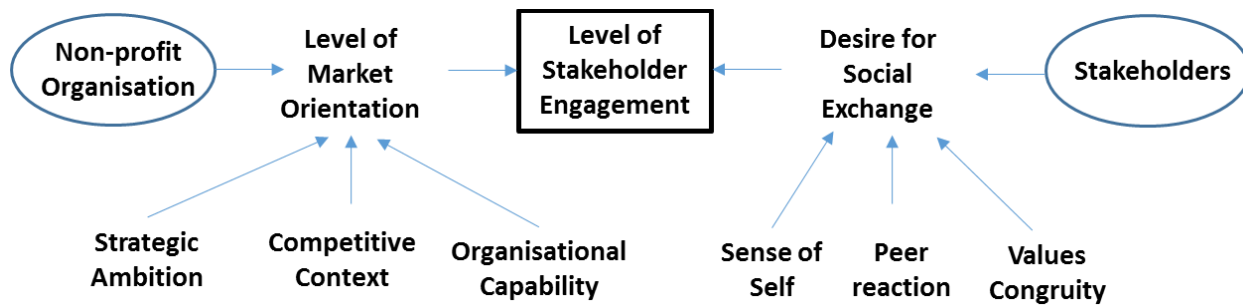 Non-profit
Organisation
Level of
Market
Orientation
Level of
Stakeholder
Engagement
Desire for
Social
Exchange
Stakeholders
Strategic
Ambition
Competitive
Context
Organisational
Capability
Sense of
Self
Peer
reaction
Values
Congruity